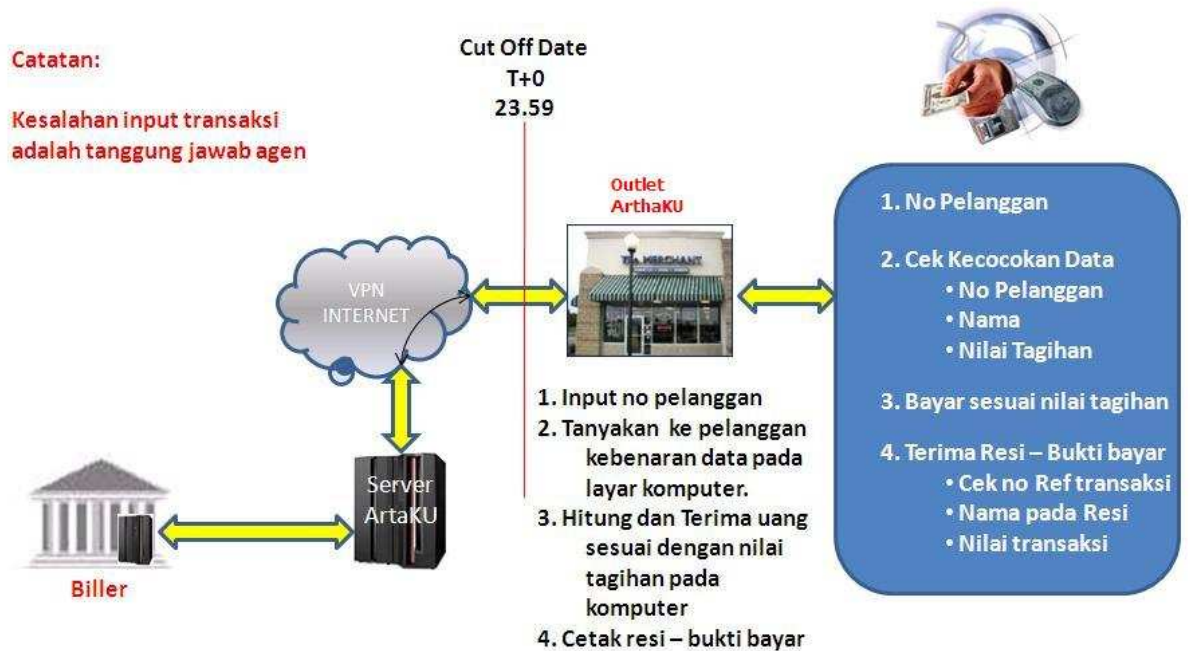 Catatan:
Kesalahan input transaksi
adalah tanggung jawab agen
Cut Off Date
T+0
23.59
Outlet
ArthaKU
MERCHANT
VPN
INTERNET
Server
ArtaKU
Biller
1. Input no pelanggan
2. Tanyakan ke pelanggan
kebenaran data pada
layar komputer.
3. Hitung dan Terima uang
sesuai dengan nilai
tagihan pada
komputer
4. Cetak resi – bukti bayar
1. No Pelanggan
2. Cek Kecocokan Data
• No Pelanggan
• Nama
• Nilai Tagihan
3. Bayar sesuai nilai tagihan
4. Terima Resi – Bukti bayar
• Cek no Ref transaksi
• Nama pada Resi
• Nilai transaksi